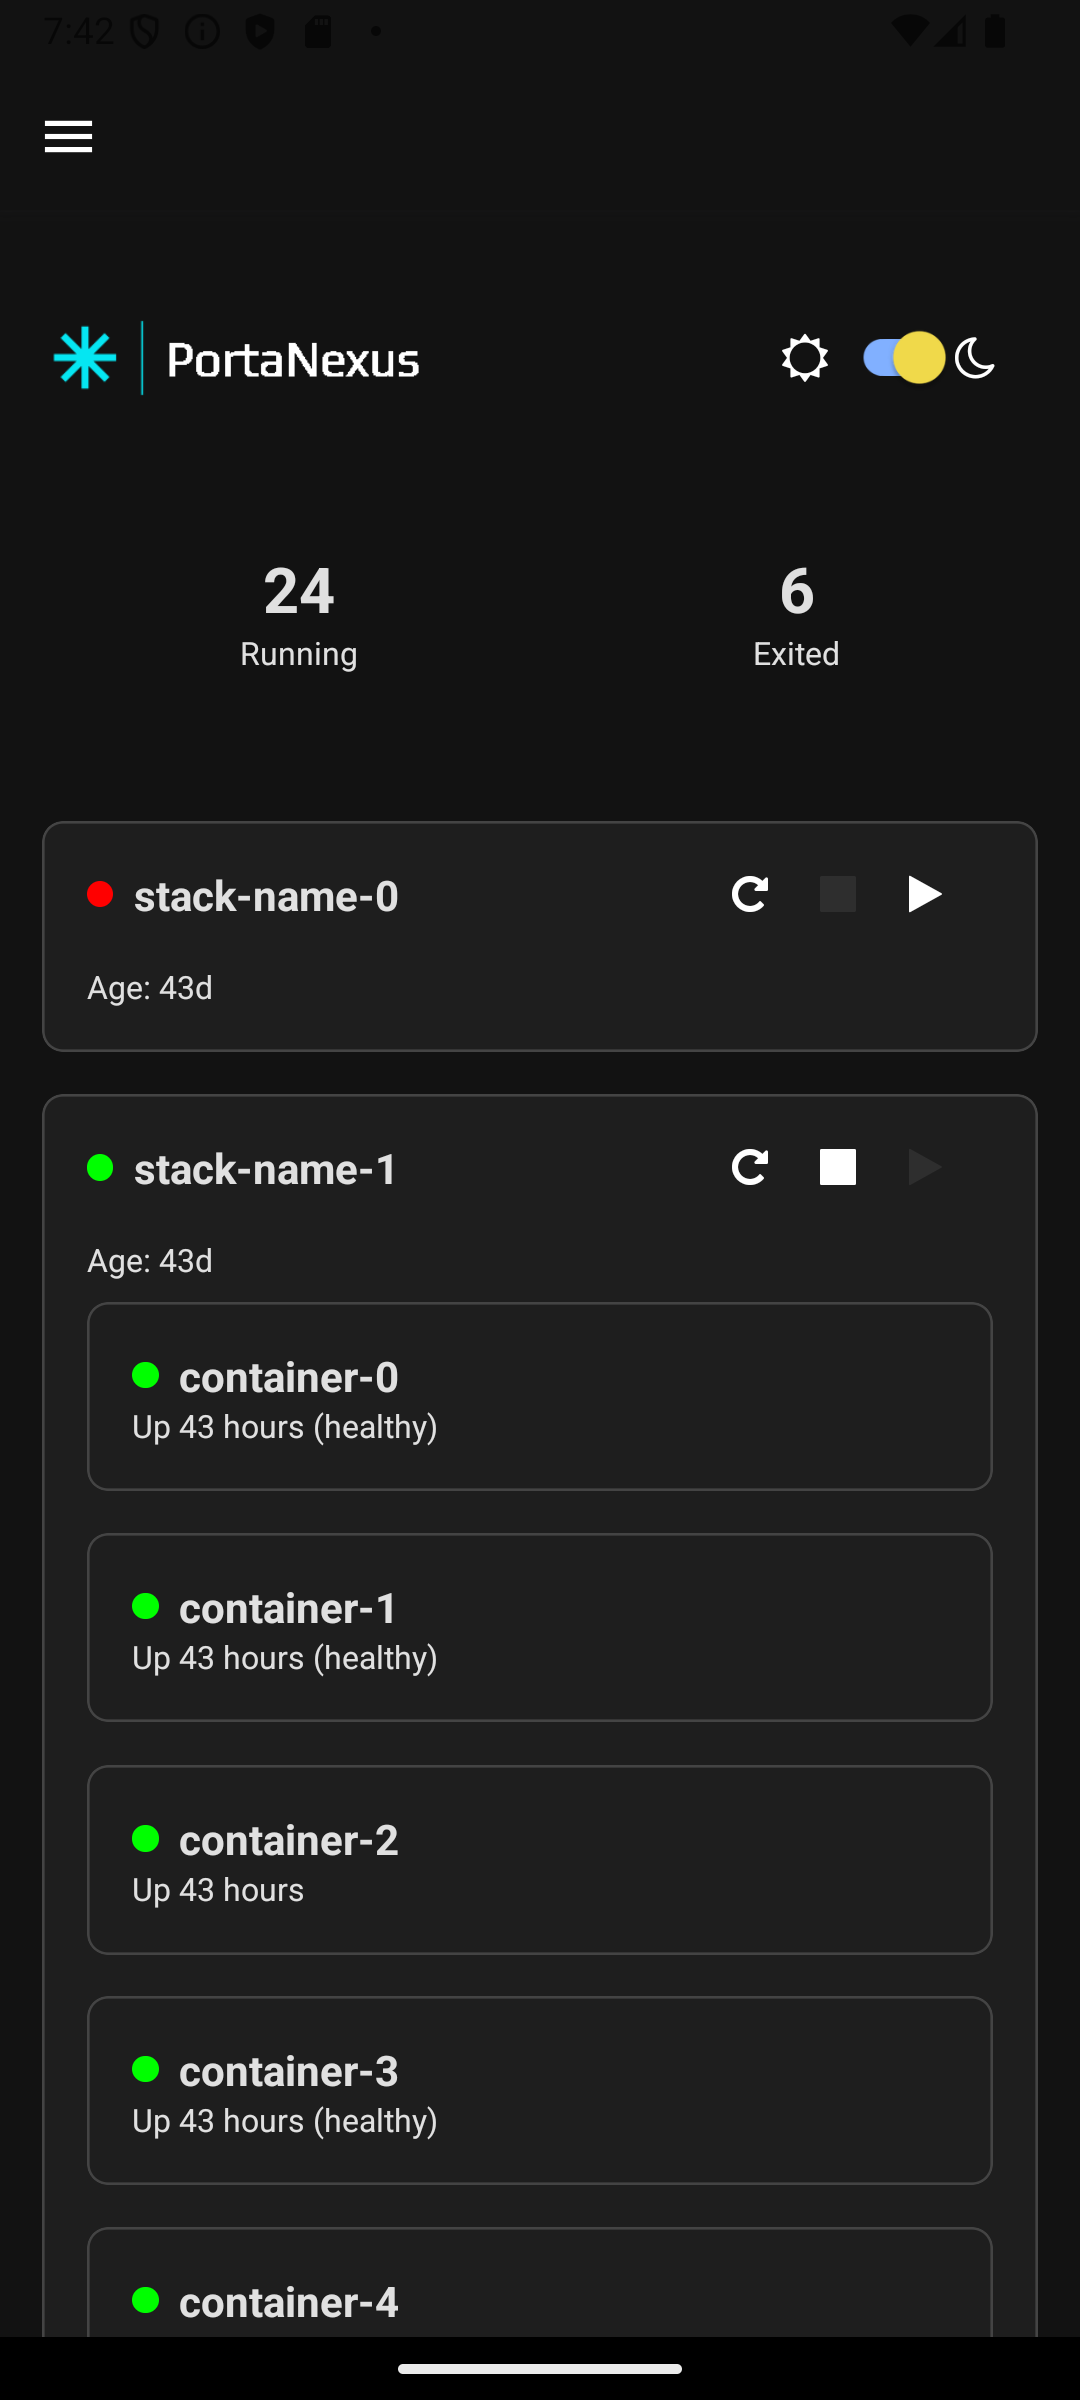 7:42
PortaNexus
24
6
Running
Exited
stack-name-0
Age: 43d
stack-name-1
Age: 43d
container-0
Up 43 hours (healthy)
container-1
Up 43 hours (healthy)
container-2
Up 43 hours
container-3
Up 43 hours (healthy)
container-4